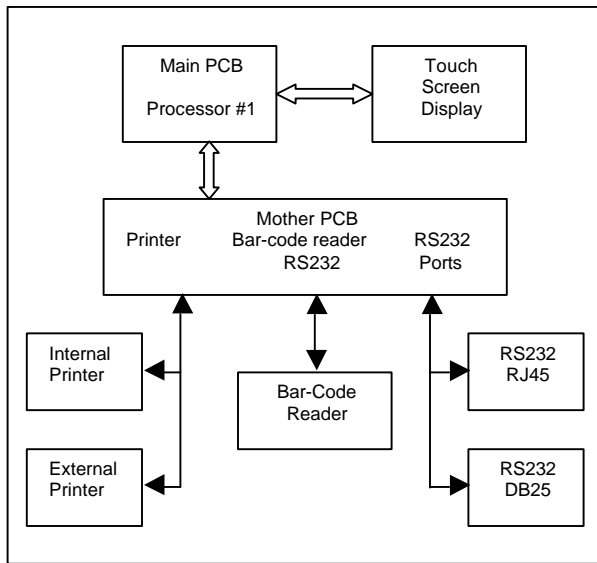 Main PCB
Processor #1
Touch
Screen
Display
Mother PCB
Printer Bar-code reader RS232
RS232 Ports
Internal
Printer
Bar-Code
Reader
RS232
RJ45
External
Printer
RS232
DB25